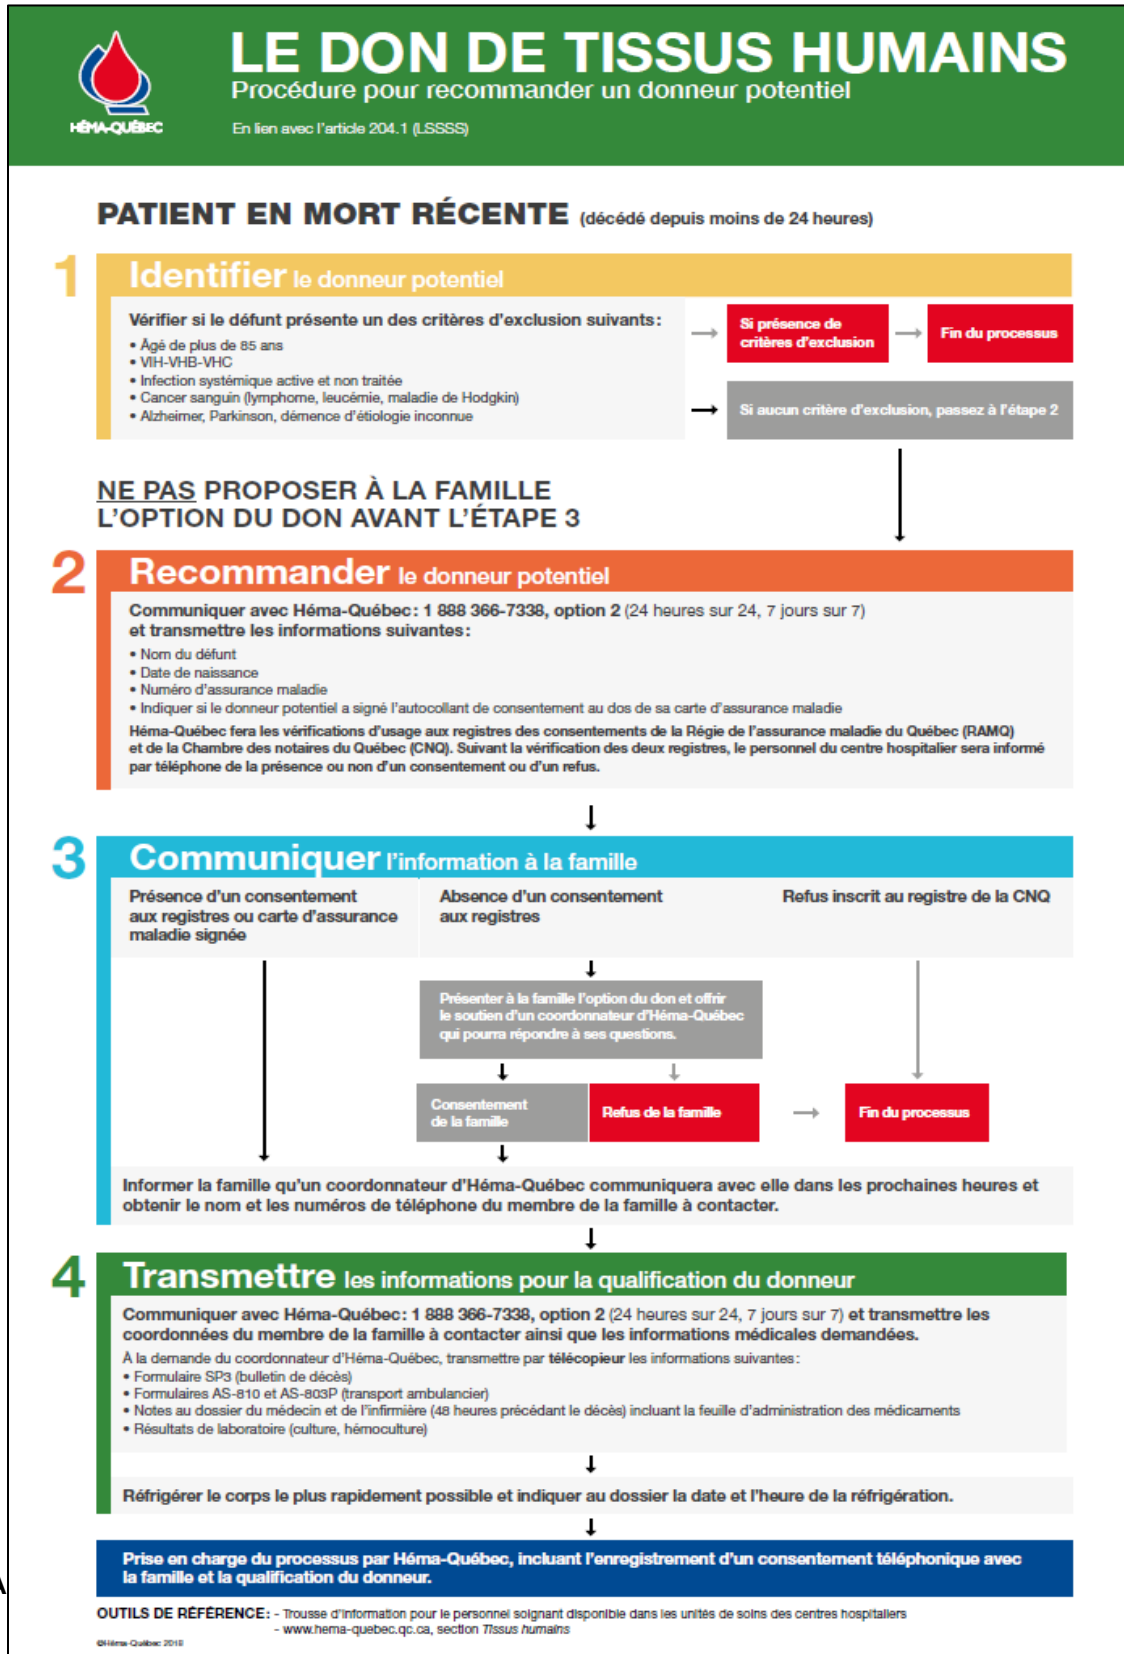 LE DON DE TISSUS HUMAINS
Procédure pour recommander un donneur potentiel
HÉMA-QUÉBEC
En lien avec l'article 204.1 (LSSSS)
PATIENT EN MORT RÉCENTE (décédé depuis moins de 24 heures)
1
Identifier le donneur potentiel
Vérifier si le défunt présente un des critères d'exclusion suivants:
• Âgé de plus de 85 ans
• VIH-VHB-VHC
• Infection systémique active et non traitée
• Cancer sanguin (lymphome, leucémie, maladie de Hodgkin)
• Alzheimer, Parkinson, démence d'étiologie inconnue
Si présence de
critères d'exclusion
Fin du processus
Si aucun critère d'exclusion, passez à l'étape 2
NE PAS PROPOSER À LA FAMILLE
L'OPTION DU DON AVANT L'ÉTAPE 3
2
Recommander le donneur potentiel
Communiquer avec Héma-Québec: 1 888 366-7338, option 2 (24 heures sur 24, 7 jours sur 7)
et transmettre les informations suivantes:
• Nom du défunt
• Date de naissance
• Numéro d'assurance maladie
• Indiquer si le donneur potentiel a signé l'autocollant de consentement au dos de sa carte d'assurance maladie
Héma-Québec fera les vérifications d'usage aux registres des consentements de la Régie de l'assurance maladie du Québec (RAMQ)
et de la Chambre des notaires du Québec (CNQ). Suivant la vérification des deux registres, le personnel du centre hospitalier sera informé
par téléphone de la présence ou non d'un consentement ou d'un refus.
3
Communiquer l'information à la famille
Présence d'un consentement
aux registres ou carte d'assurance
maladie signée
Absence d'un consentement
aux registres
Refus inscrit au registre de la CNQ
Présenter à la famille l'option du don et offrir
le soutien d'un coordonnateur d'Héma-Québec
qui pourra répondre à ses questions.
Consentement
de la famille
Refus de la famille
Fin du processus
Informer la famille qu'un coordonnateur d'Héma-Québec communiquera avec elle dans les prochaines heures et
obtenir le nom et les numéros de téléphone du membre de la famille à contacter.
4
Transmettre les informations pour la qualification du donneur
Communiquer avec Héma-Québec: 1 888 366-7338, option 2 (24 heures sur 24, 7 jours sur 7) et transmettre les
coordonnées du membre de la famille à contacter ainsi que les informations médicales demandées.
À la demande du coordonnateur d'Héma-Québec, transmettre par télécopieur les informations suivantes:
• Formulaire SP3 (bulletin de décès)
• Formulaires AS-810 et AS-803P (transport ambulancier)
• Notes au dossier du médecin et de l'infirmière (48 heures précédant le décès) incluant la feuille d'administration des médicaments
• Résultats de laboratoire (culture, hémoculture)
Réfrigérer le corps le plus rapidement possible et indiquer au dossier la date et l'heure de la réfrigération.
Prise en charge du processus par Héma-Québec, incluant l'enregistrement d'un consentement téléphonique avec
la famille et la qualification du donneur.
A
OUTILS DE RÉFÉRENCE: - Trousse d'information pour le personnel soignant disponible dans les unités de soins des centres hospitaliers
- www.hema-quebec.qc.ca, section Tissus humains
©Héma-Québec 2018